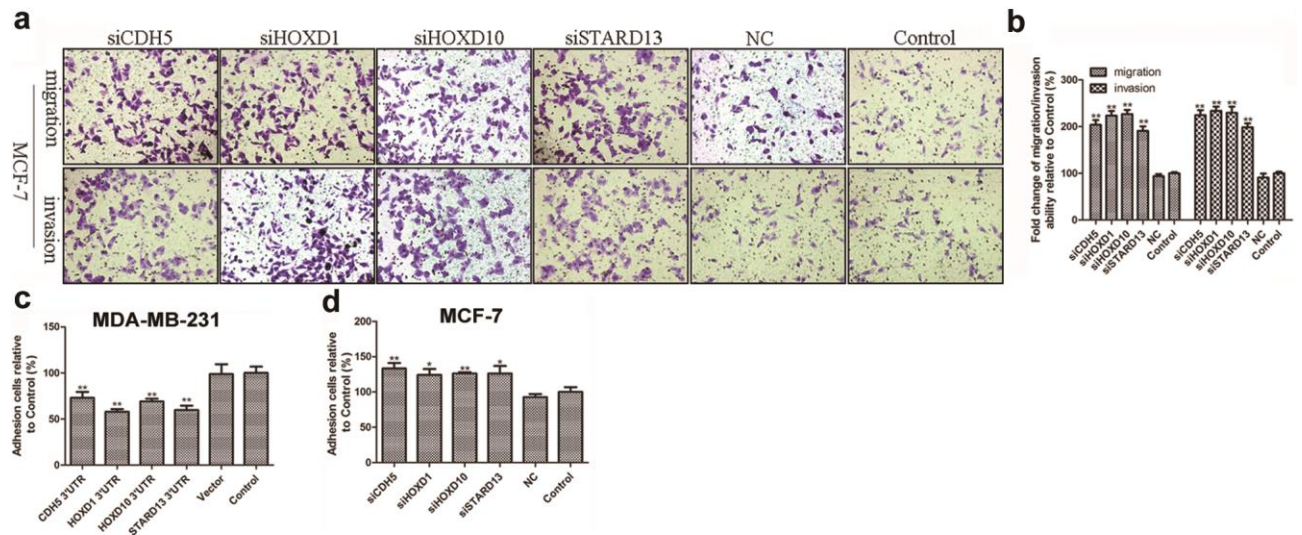 a
siCDH5 siHOXD1 siHOXD10 siSTARD13 NC Control
MCF-7
migration
invasion
b
Fold change of migration/invasion
ability relative to Control (%)
300
200
100
0
migration
invasion
** ** ** ** ** ** ** **
siCDH5 siHOXD1 siHOXD10 siSTARD13 NC Control siCDH5 siHOXD1 siHOXD10 siSTARD13 NC Control
c
MDA-MB-231
Adhesion cells relative
to Control (%)
150
100
50
0
** ** ** **
CDH5 3'UTR HOXD1 3'UTR HOXD10 3'UTR STARD13 3'UTR Vector Control
d
MCF-7
Adhesion cells relative
to Control (%)
200
150
100
50
0
** * ** *
siCDH5 siHOXD1 siHOXD10 siSTARD13 NC Control